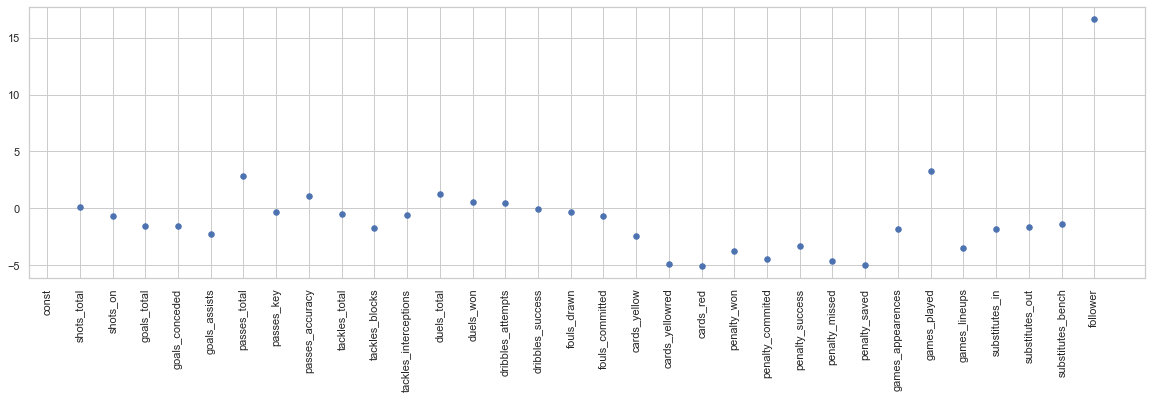 15
10
5
0
−5
const
shots_total
shots_on
goals_total
goals_conceded
goals_assists
passes_total
passes_key
passes_accuracy
tackles_total
tackles_blocks
tackles_interceptions
duels_total
duels_won
dribbles_attempts
dribbles_success
fouls_drawn
fouls_committed
cards_yellow
cards_yellowred
cards_red
penalty_won
penalty_commited
penalty_success
penalty_missed
penalty_saved
games_appearences
games_played
games_lineups
substitutes_in
substitutes_out
substitutes_bench
follower